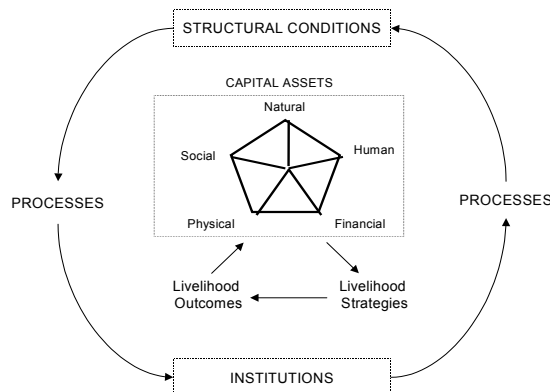 STRUCTURAL CONDITIONS
CAPITAL ASSETS
Natural
Social
Human
PROCESSES
PROCESSES
Physical
Financial
Livelihood
Outcomes
Livelihood
Strategies
INSTITUTIONS